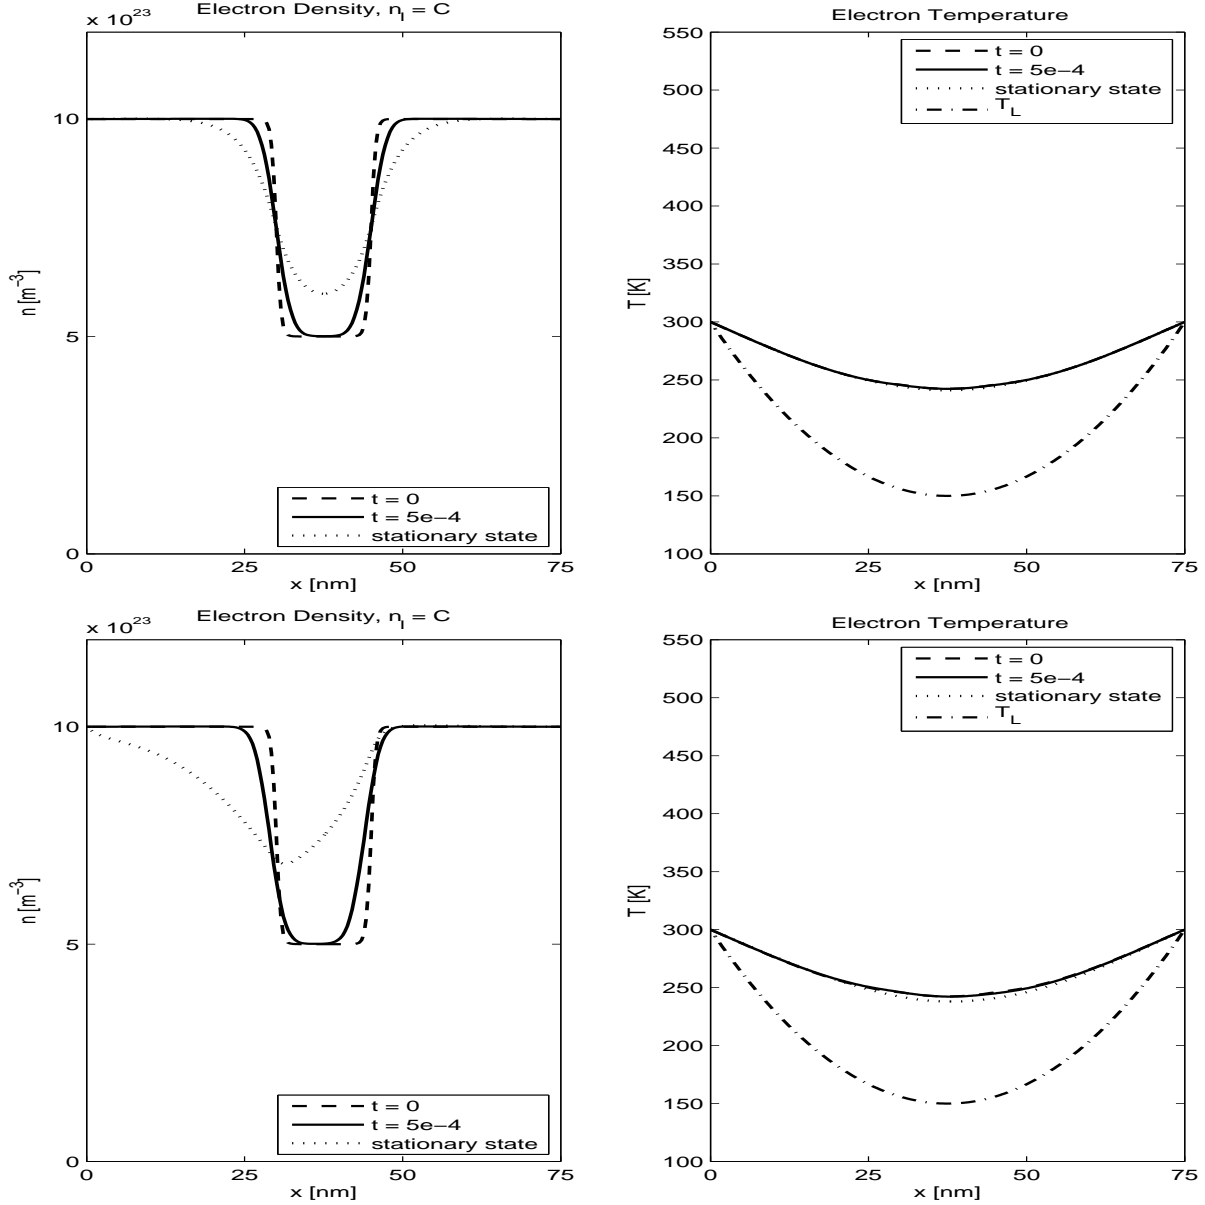 Electron Density, n_I = C
x 10^23
10
5
0
n [m^−3]
0 25 50 75
x [nm]
t = 0
t = 5e−4
stationary state
Electron Temperature
550
500
450
400
350
300
250
200
150
100
T [K]
0 25 50 75
x [nm]
t = 0
t = 5e−4
stationary state
T_L
Electron Density, n_I = C
x 10^23
10
5
0
n [m^−3]
0 25 50 75
x [nm]
t = 0
t = 5e−4
stationary state
Electron Temperature
550
500
450
400
350
300
250
200
150
100
T [K]
0 25 50 75
x [nm]
t = 0
t = 5e−4
stationary state
T_L